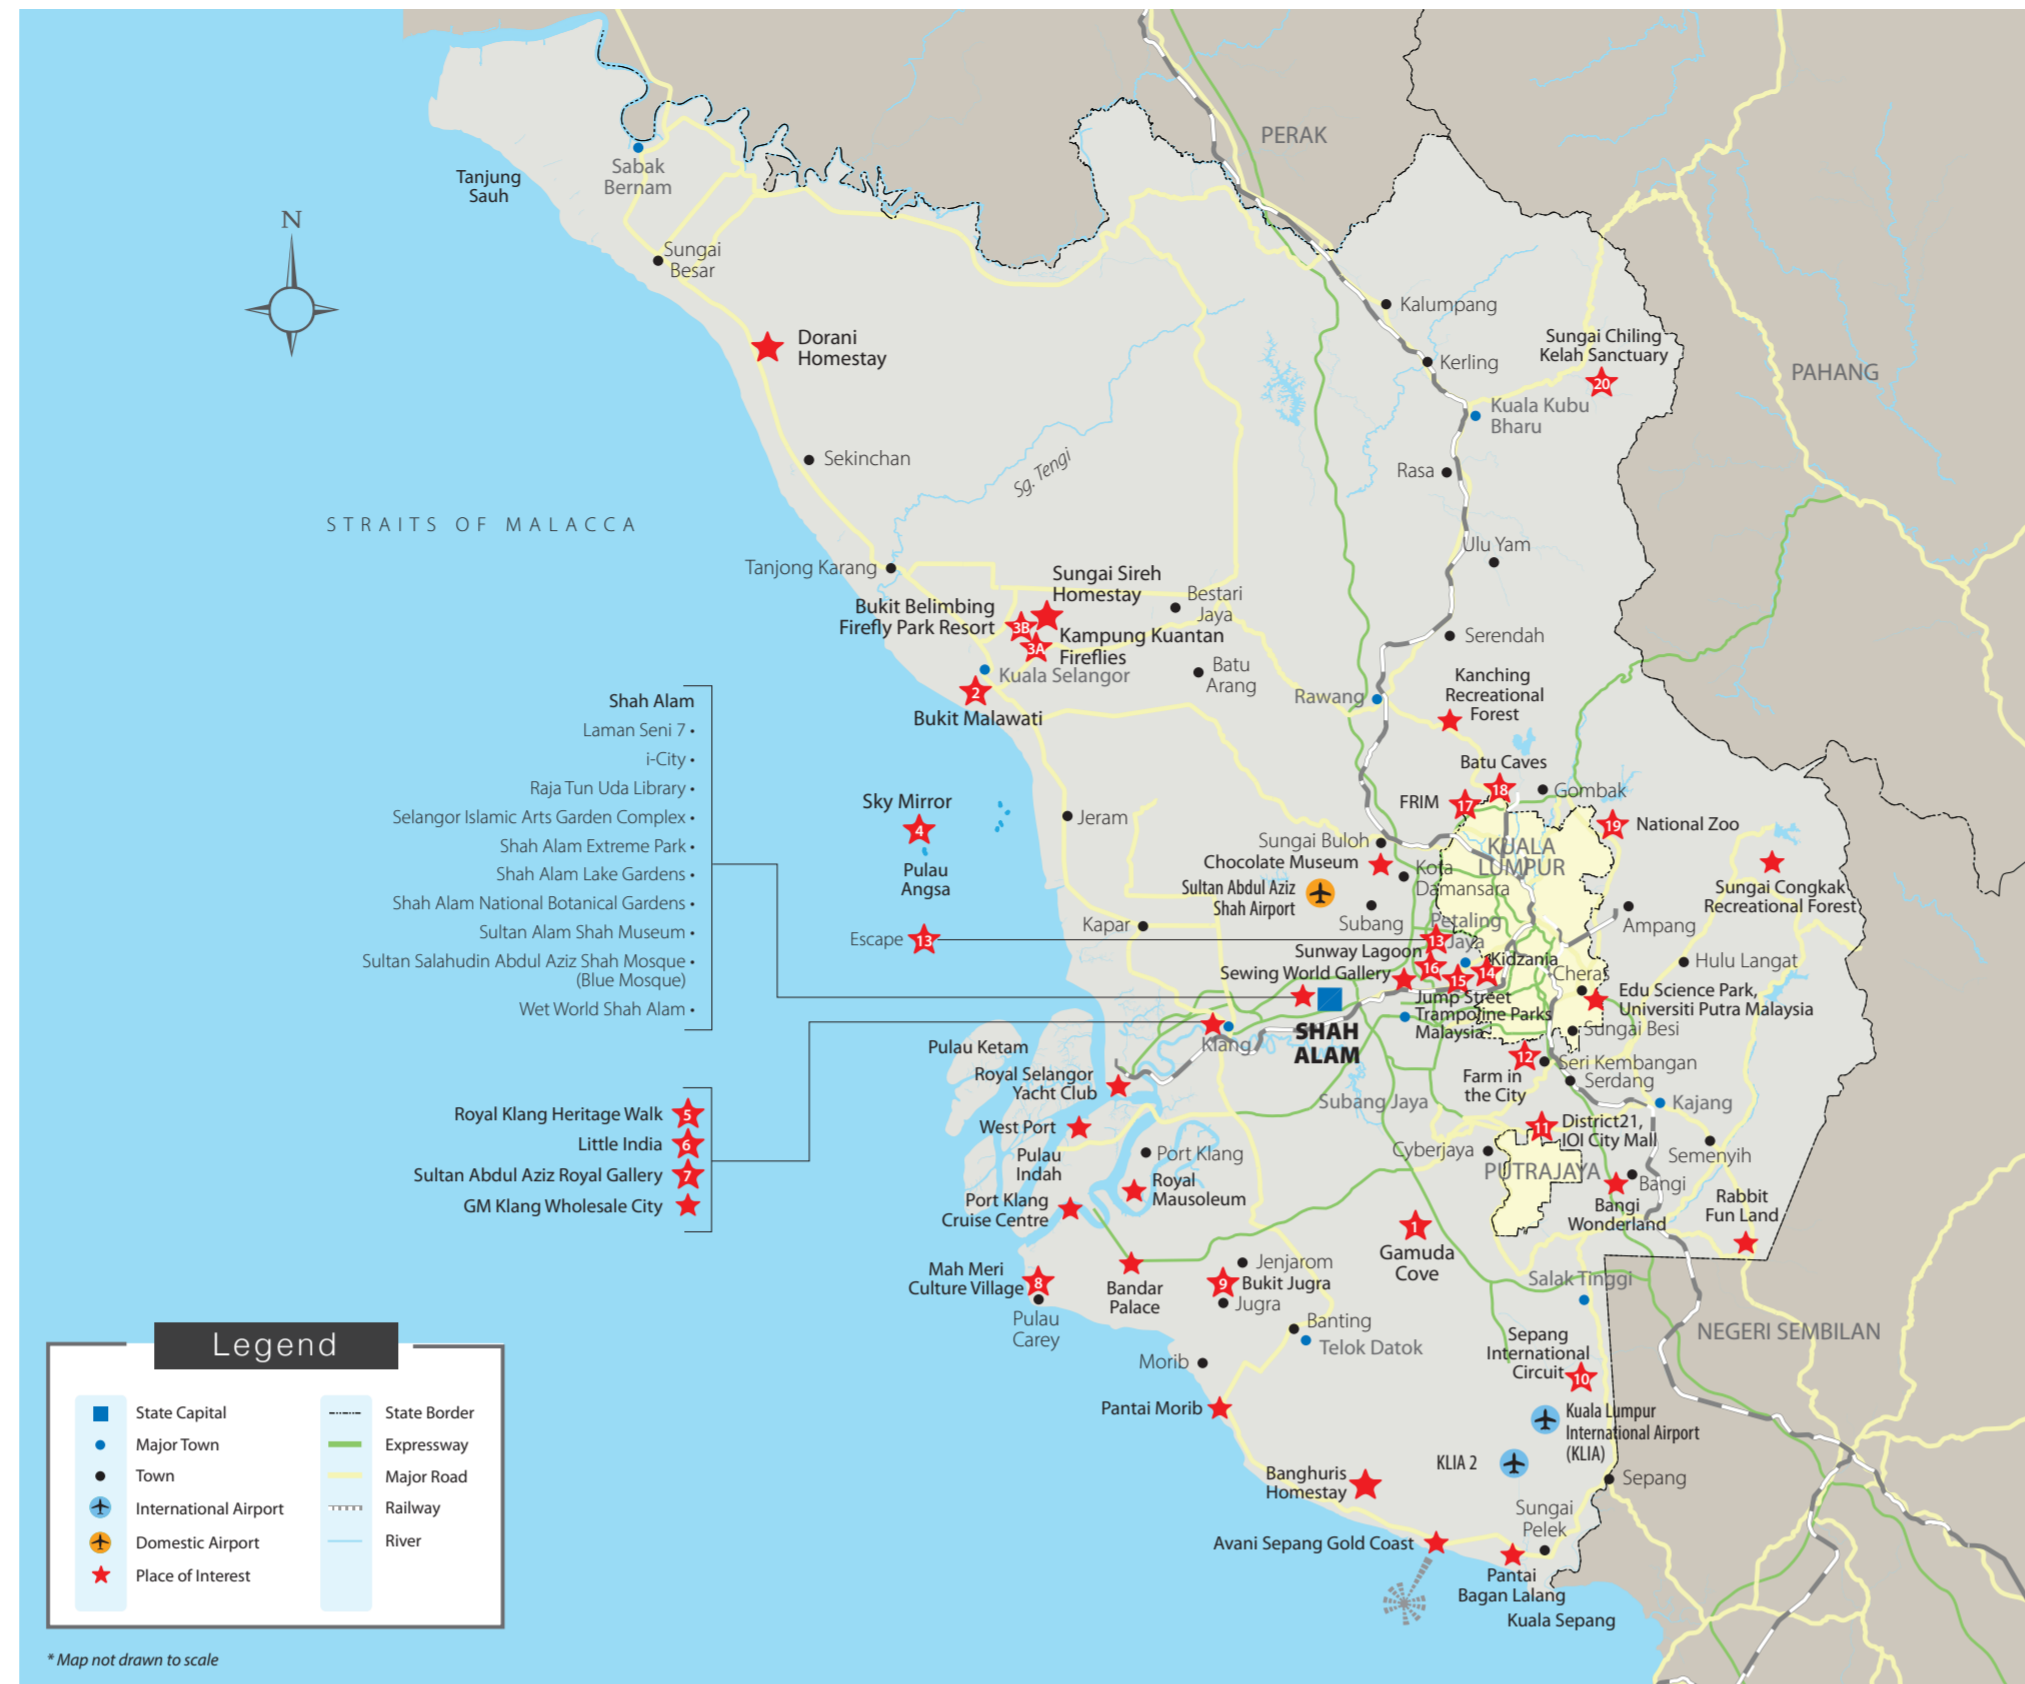 PERAK
Tanjung
Sauh
Sabak
Bernam
N
Sungai
Besar
Kalumpang
Dorani
Homestay
Sungai Chiling
Kelah Sanctuary
20
Kerling
PAHANG
Kuala Kubu
Bharu
Sekinchan
Sg. Tengi
Rasa
STRAITS OF MALACCA
Ulu Yam
Tanjong Karang
Sungai Sireh
Homestay
Bestari
Jaya
Bukit Belimbing
Firefly Park Resort
3B
3A
Kampung Kuantan
Fireflies
Serendah
Kuala Selangor
Batu
Arang
2
Bukit Malawati
Rawang
Kanching
Recreational
Forest
Shah Alam
Laman Seni 7 •
i-City •
Raja Tun Uda Library •
Selangor Islamic Arts Garden Complex •
Shah Alam Extreme Park •
Shah Alam Lake Gardens •
Shah Alam National Botanical Gardens •
Sultan Alam Shah Museum •
Sultan Salahudin Abdul Aziz Shah Mosque •
(Blue Mosque)
Wet World Shah Alam •
Batu Caves
18
Gombak
FRIM
17
Sky Mirror
4
Pulau
Angsa
Jeram
19
National Zoo
Sungai Buloh
KUALA
LUMPUR
Chocolate Museum
Kota
Damansara
Sultan Abdul Aziz
Shah Airport
Sungai Congkak
Recreational Forest
Subang
Kapar
Petaling
Jaya
Ampang
Escape
13
13
Sunway Lagoon
16
Kidzania
14
15
Sewing World Gallery
Cheras
Hulu Langat
Jump Street
Trampoline Parks
Malaysia
Edu Science Park,
Universiti Putra Malaysia
SHAH
ALAM
Klang
Sungai Besi
Pulau Ketam
12
Seri Kembangan
Royal Selangor
Yacht Club
Farm in
the City
Serdang
Subang Jaya
Kajang
Royal Klang Heritage Walk
5
Little India
6
Sultan Abdul Aziz Royal Gallery
7
GM Klang Wholesale City
West Port
11
District21,
IOI City Mall
Pulau
Indah
Port Klang
Cyberjaya
Semenyih
PUTRAJAYA
Royal
Mausoleum
Bangi
Port Klang
Cruise Centre
Bangi
Wonderland
Rabbit
Fun Land
1
Gamuda
Cove
Jenjarom
Mah Meri
Culture Village
8
Bandar
Palace
9
Bukit Jugra
Jugra
Salak Tinggi
Pulau
Carey
Banting
Telok Datok
NEGERI SEMBILAN
Sepang
International
Circuit
10
Morib
Pantai Morib
Kuala Lumpur
International Airport
(KLIA)
KLIA 2
Banghuris
Homestay
Sepang
Sungai
Pelek
Avani Sepang Gold Coast
Pantai
Bagan Lalang
Kuala Sepang
Legend
State Capital
Major Town
Town
International Airport
Domestic Airport
Place of Interest
State Border
Expressway
Major Road
Railway
River
* Map not drawn to scale